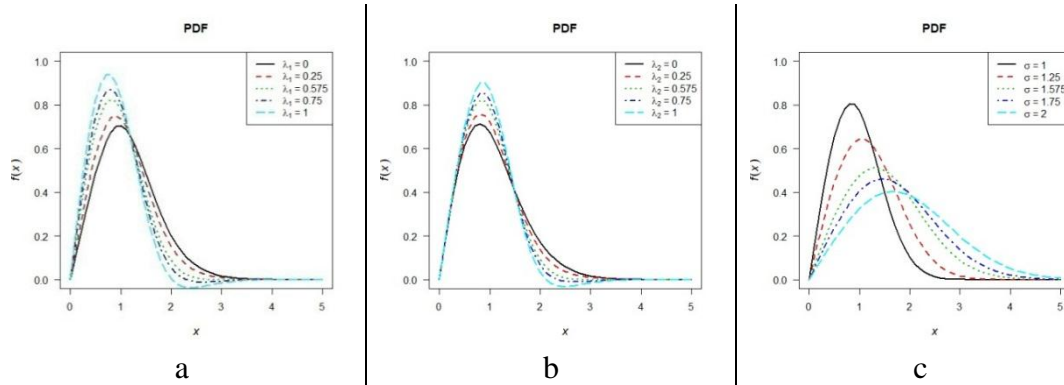 PDF
f(x)
1.0
0.8
0.6
0.4
0.2
0.0
λ₁ = 0
λ₁ = 0.25
λ₁ = 0.575
λ₁ = 0.75
λ₁ = 1
0 1 2 3 4 5
x
a
PDF
f(x)
1.0
0.8
0.6
0.4
0.2
0.0
λ₂ = 0
λ₂ = 0.25
λ₂ = 0.575
λ₂ = 0.75
λ₂ = 1
0 1 2 3 4 5
x
b
PDF
f(x)
1.0
0.8
0.6
0.4
0.2
0.0
σ = 1
σ = 1.25
σ = 1.575
σ = 1.75
σ = 2
0 1 2 3 4 5
x
c